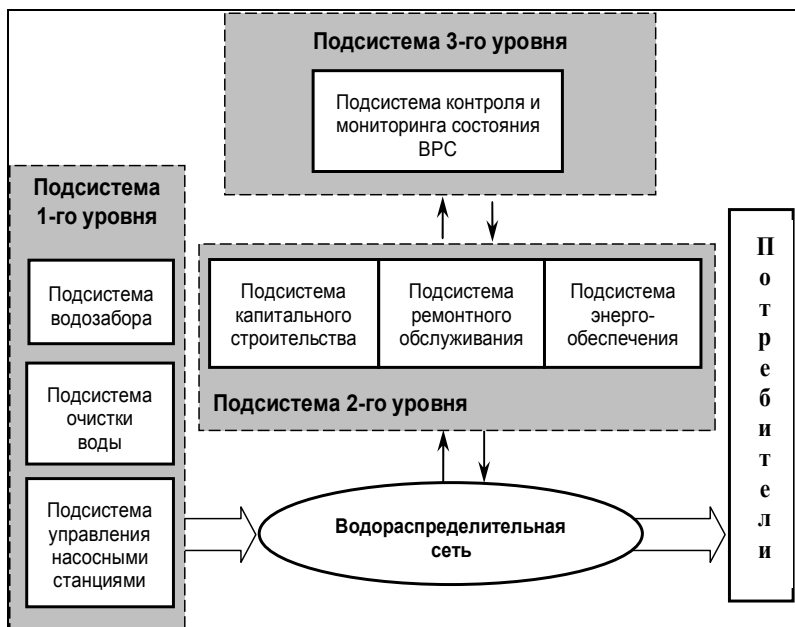 Подсистема 3-го уровня
Подсистема контроля и
мониторинга состояния
ВРС
Подсистема
1-го уровня
Подсистема
водозабора
Подсистема
очистки
воды
Подсистема
управления
насосными
станциями
Подсистема
капитального
строительства
Подсистема
ремонтного
обслуживания
Подсистема
энерго-
обеспечения
Подсистема 2-го уровня
Водораспределительная
сеть
Потребители